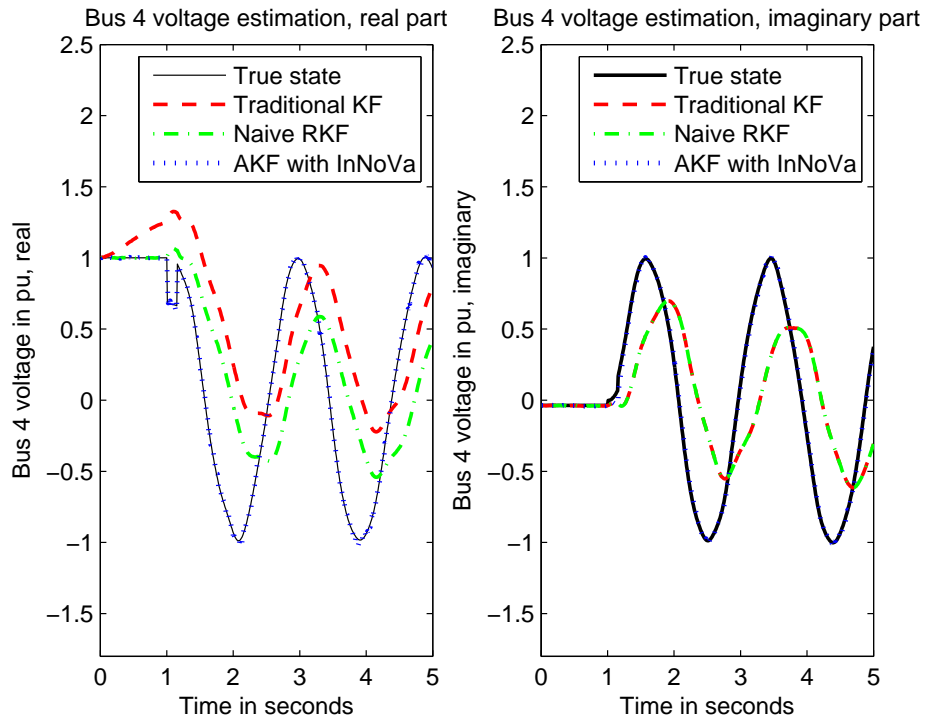 Bus 4 voltage estimation, real part
2.5
2
1.5
1
0.5
0
−0.5
−1
−1.5
Bus 4 voltage in pu, real
True state
Traditional KF
Naive RKF
AKF with InNoVa
0 1 2 3 4 5
Time in seconds
Bus 4 voltage estimation, imaginary part
2.5
2
1.5
1
0.5
0
−0.5
−1
−1.5
Bus 4 voltage in pu, imaginary
True state
Traditional KF
Naive RKF
AKF with InNoVa
0 1 2 3 4 5
Time in seconds